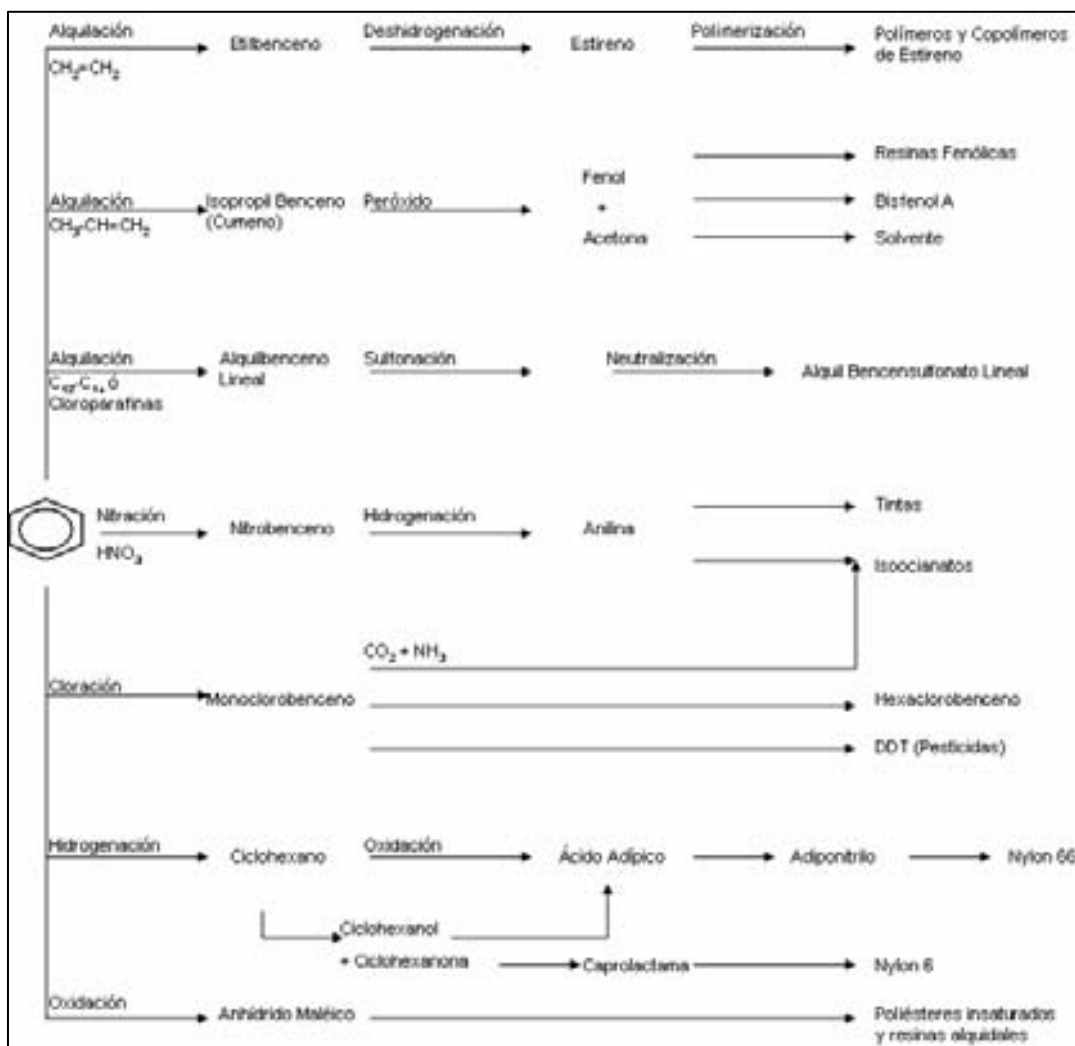 Alquilación
CH2=CH2
Etilbenceno
Deshidrogenación
Estireno
Polimerización
Polímeros y Copolímeros
de Estireno
Alquilación
CH3-CH=CH2
Isopropil Benceno
(Cumeno)
Peróxido
Fenol
+
Acetona
Resinas Fenólicas
Bisfenol A
Solvente
Alquilación
ó
Cloroparafinas
Alquilbenceno
Lineal
Sulfonación
Neutralización
Alquil Bencensulfonato Lineal
Nitración
HNO3
Nitrobenceno
Hidrogenación
Anilina
Tintas
Isocianatos
CO2 + NH3
Cloración
Monoclorobenceno
Hexaclorobenceno
DDT (Pesticidas)
Hidrogenación
Ciclohexano
Oxidación
Ácido Adípico
Adiponitrilo
Nylon 66
Ciclohexanol
+ Ciclohexanona
Caprolactama
Nylon 6
Oxidación
Anhídrido Maléico
Poliésteres insaturados
y resinas alquidales